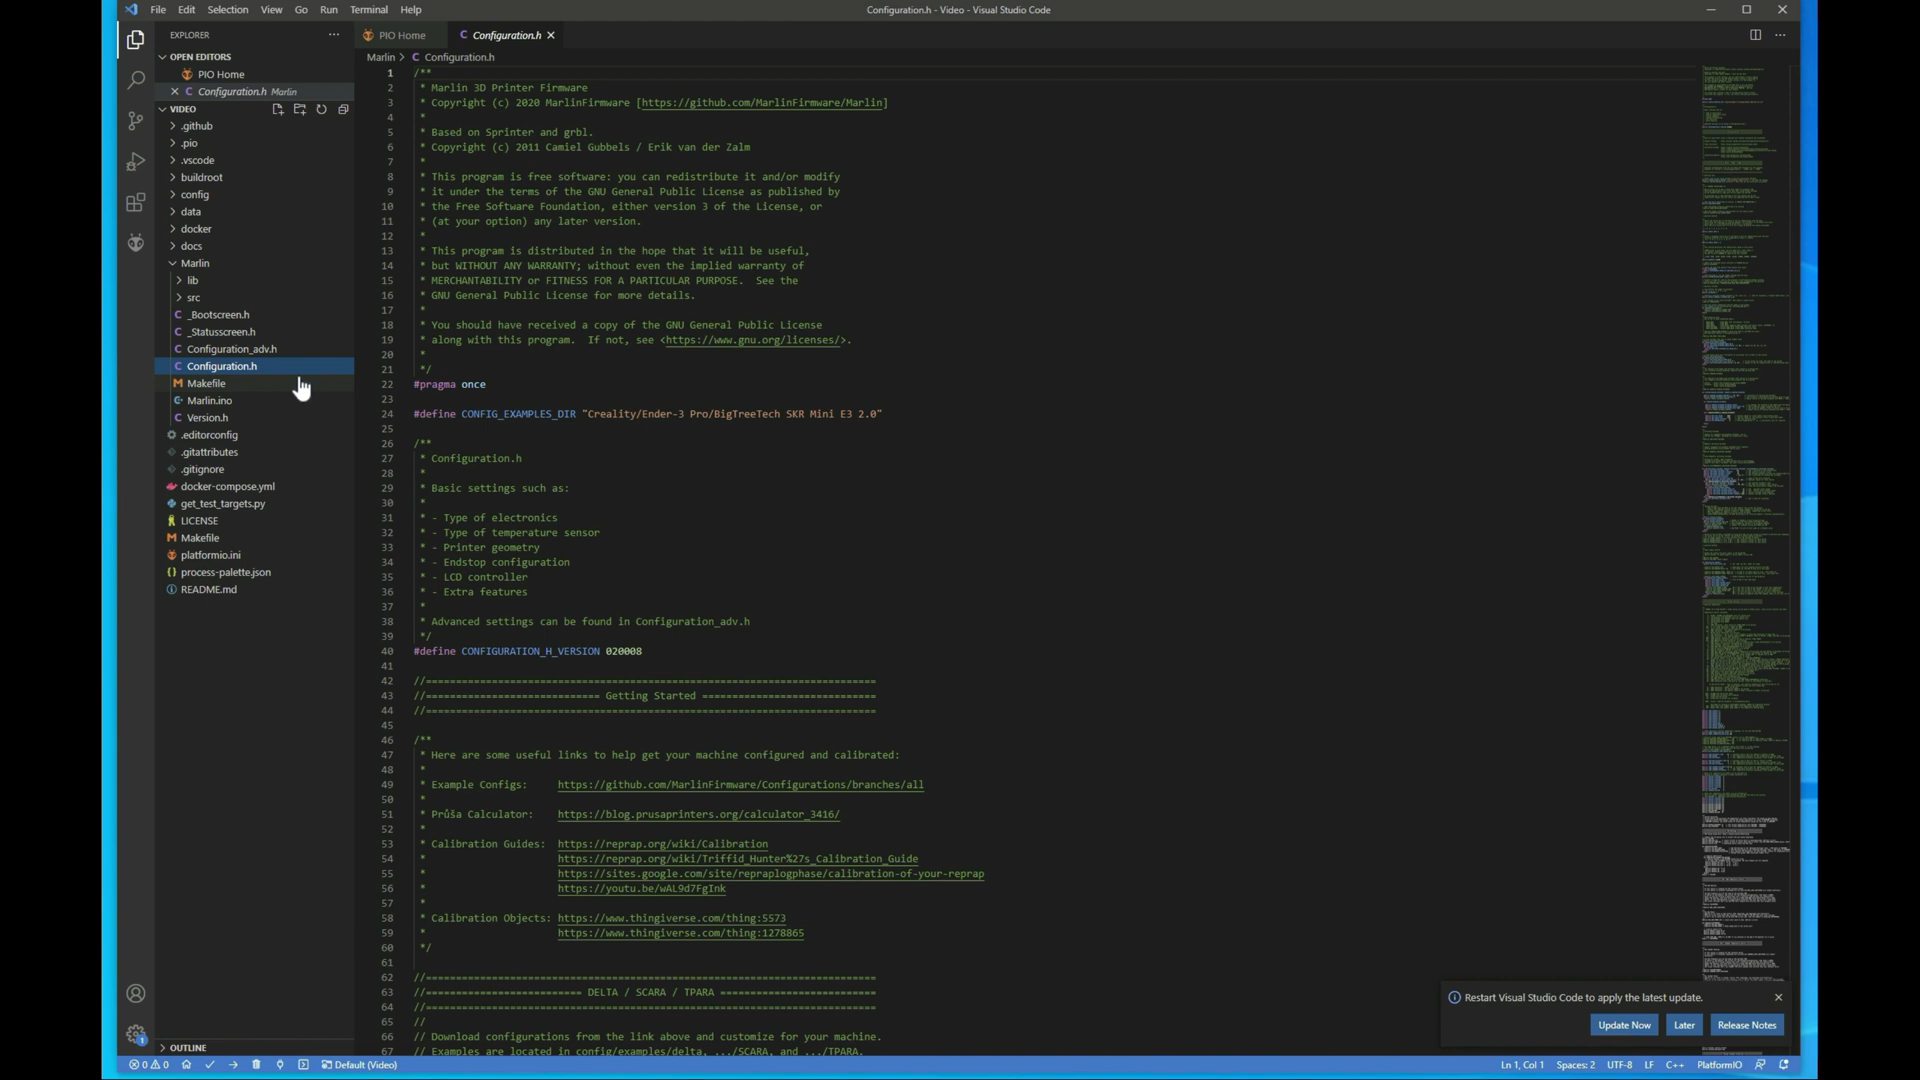 File Edit Selection View Go Run Terminal Help
Configuration.h - Video - Visual Studio Code
EXPLORER
OPEN EDITORS
PIO Home
Configuration.h Marlin
VIDEO
.github
.pio
.vscode
buildroot
config
data
docker
docs
Marlin
lib
src
_Bootscreen.h
_Statusscreen.h
Configuration_adv.h
Configuration.h
Makefile
Marlin.ino
Version.h
.editorconfig
.gitattributes
.gitignore
docker-compose.yml
get_test_targets.py
LICENSE
Makefile
platformio.ini
process-palette.json
README.md
OUTLINE
PIO Home
Configuration.h
Marlin > Configuration.h
1 /**
2 * Marlin 3D Printer Firmware
3 * Copyright (c) 2020 MarlinFirmware [https://github.com/MarlinFirmware/Marlin]
4 *
5 * Based on Sprinter and grbl.
6 * Copyright (c) 2011 Camiel Gubbels / Erik van der Zalm
7 *
8 * This program is free software: you can redistribute it and/or modify
9 * it under the terms of the GNU General Public License as published by
10 * the Free Software Foundation, either version 3 of the License, or
11 * (at your option) any later version.
12 *
13 * This program is distributed in the hope that it will be useful,
14 * but WITHOUT ANY WARRANTY; without even the implied warranty of
15 * MERCHANTABILITY or FITNESS FOR A PARTICULAR PURPOSE.  See the
16 * GNU General Public License for more details.
17 *
18 * You should have received a copy of the GNU General Public License
19 * along with this program.  If not, see <https://www.gnu.org/licenses/>.
20 *
21 */
22 #pragma once
23
24 #define CONFIG_EXAMPLES_DIR "Creality/Ender-3 Pro/BigTreeTech SKR Mini E3 2.0"
25
26 /**
27 * Configuration.h
28 *
29 * Basic settings such as:
30 *
31 * - Type of electronics
32 * - Type of temperature sensor
33 * - Printer geometry
34 * - Endstop configuration
35 * - LCD controller
36 * - Extra features
37 *
38 * Advanced settings can be found in Configuration_adv.h
39 */
40 #define CONFIGURATION_H_VERSION 020008
41
42 //===========================================================================
43 //============================= Getting Started =============================
44 //===========================================================================
45
46 /**
47 * Here are some useful links to help get your machine configured and calibrated:
48 *
49 * Example Configs:     https://github.com/MarlinFirmware/Configurations/branches/all
50 *
51 * Průša Calculator:    https://blog.prusaprinters.org/calculator_3416/
52 *
53 * Calibration Guides:  https://reprap.org/wiki/Calibration
54 *                      https://reprap.org/wiki/Triffid_Hunter%27s_Calibration_Guide
55 *                      https://sites.google.com/site/repraplogphase/calibration-of-your-reprap
56 *                      https://youtu.be/wAL9d7FgInk
57 *
58 * Calibration Objects: https://www.thingiverse.com/thing:5573
59 *                      https://www.thingiverse.com/thing:1278865
60 */
61
62 //===========================================================================
63 //========================== DELTA / SCARA / TPARA ==========================
64 //===========================================================================
65 //
66 // Download configurations from the link above and customize for your machine.
67 // Examples are located in config/examples/delta, .../SCARA, and .../TPARA.
Restart Visual Studio Code to apply the latest update.
Update Now Later Release Notes
1
0 0 Default (Video) Ln 1, Col 1 Spaces: 2 UTF-8 LF C++ PlatformIO